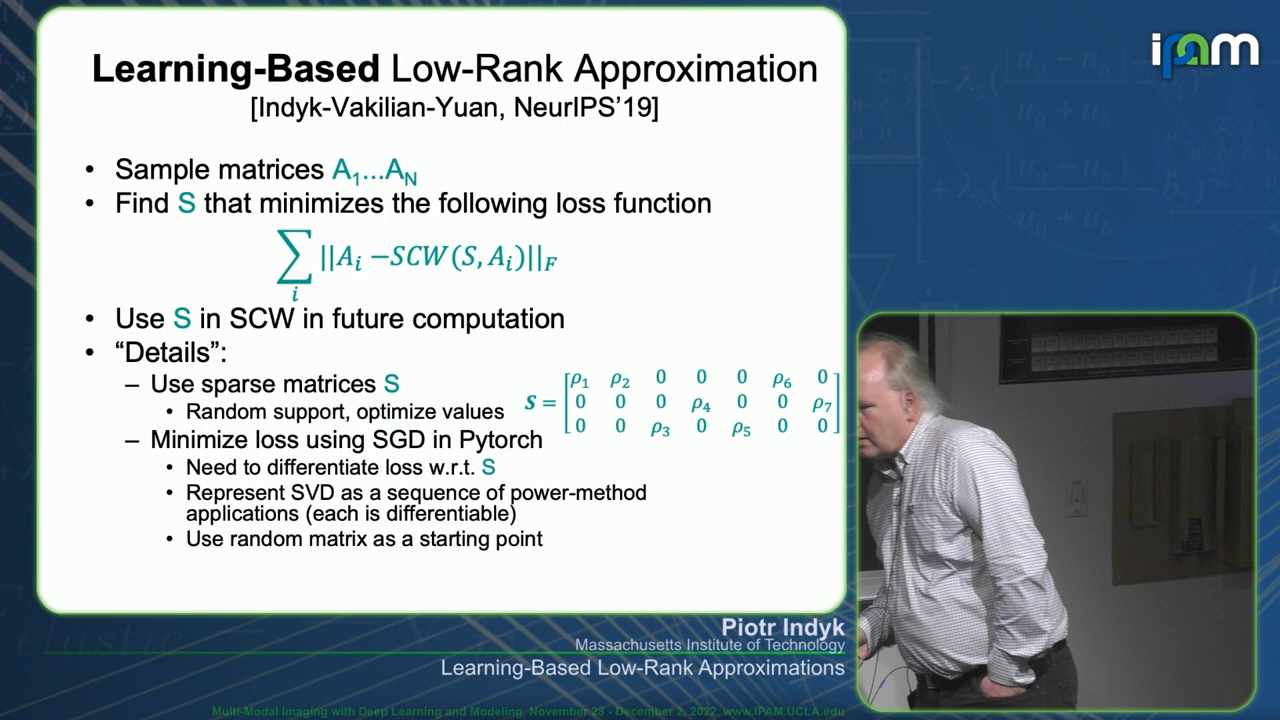 ipam
Learning-Based Low-Rank Approximation
[Indyk-Vakilian-Yuan, NeurIPS’19]
• Sample matrices A₁...A_N
• Find S that minimizes the following loss function
∑_i ||A_i −SCW(S, A_i)||_F
• Use S in SCW in future computation
• “Details”:
– Use sparse matrices S
• Random support, optimize values
S = [ρ₁ ρ₂ 0 0 0 ρ₆ 0
0 0 0 ρ₄ 0 0 ρ₇
0 0 ρ₃ 0 ρ₅ 0 0]
– Minimize loss using SGD in Pytorch
• Need to differentiate loss w.r.t. S
• Represent SVD as a sequence of power-method
applications (each is differentiable)
• Use random matrix as a starting point
Piotr Indyk
Massachusetts Institute of Technology
Learning-Based Low-Rank Approximations
Multi-Modal Imaging with Deep Learning and Modeling, November 28 - December 2, 2022, www.IPAM.UCLA.edu